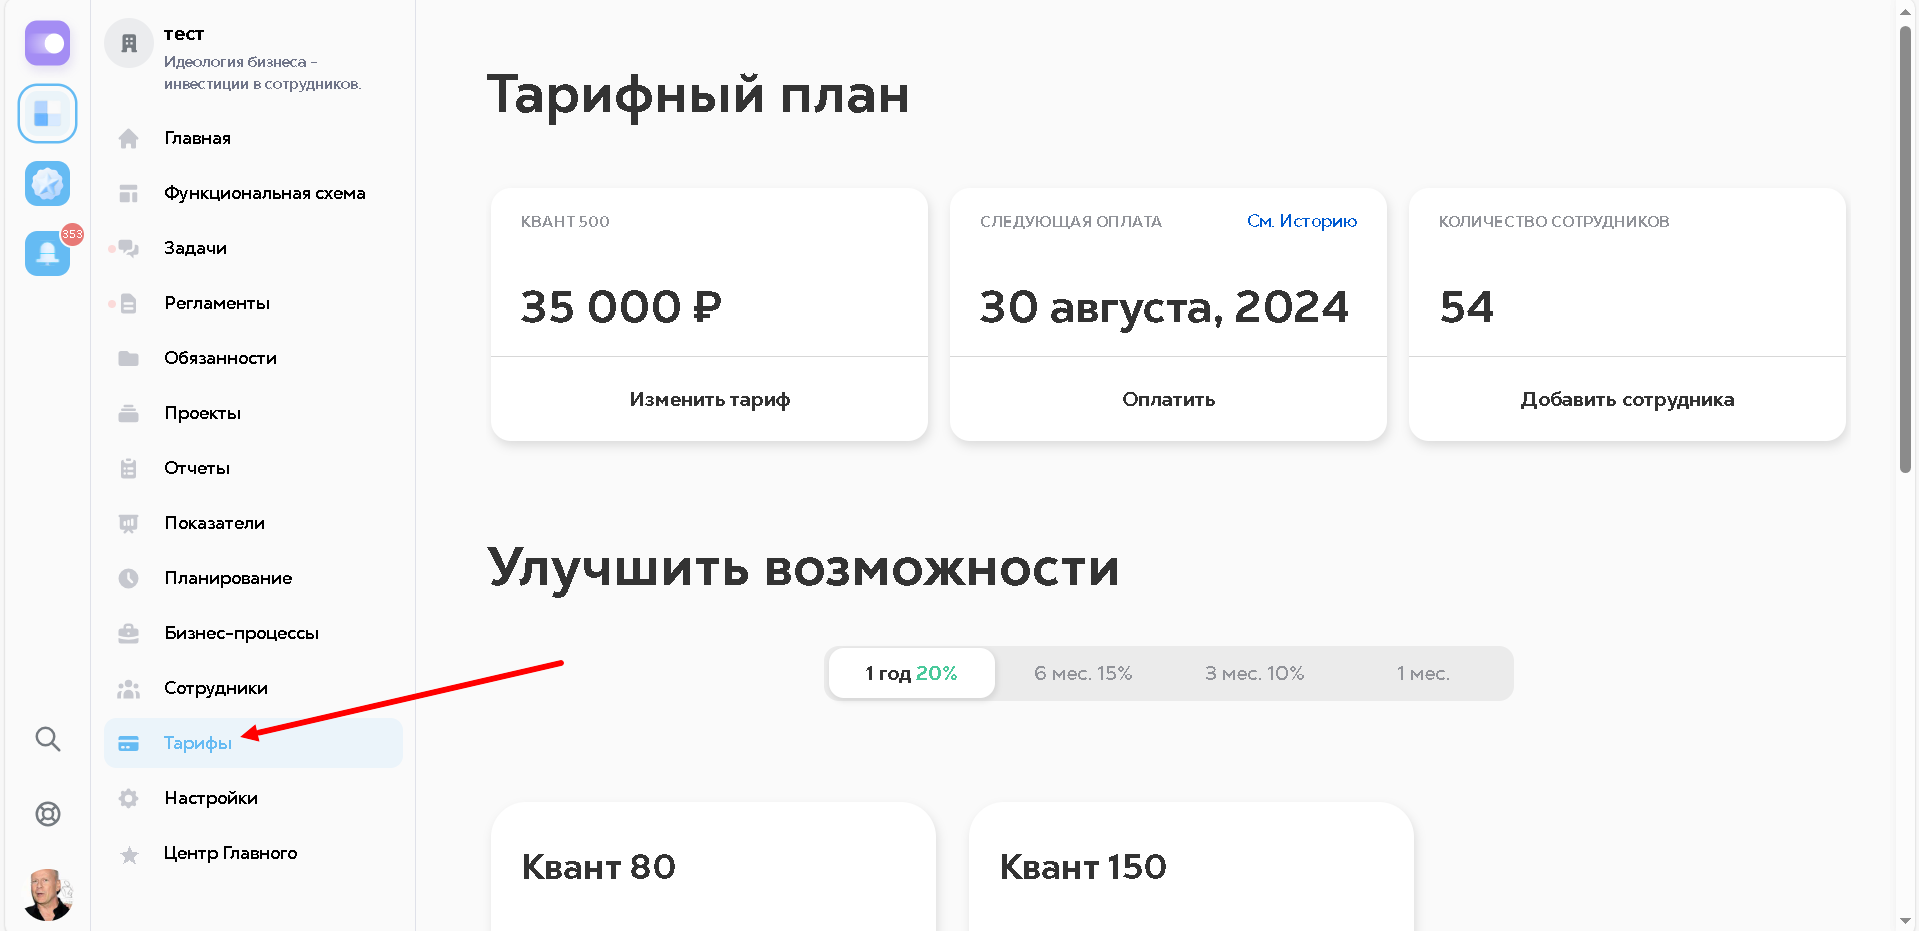 тест
Идеология бизнеса -
инвестиции в сотрудников.
353
Главная
Функциональная схема
Задачи
Регламенты
Обязанности
Проекты
Отчеты
Показатели
Планирование
Бизнес-процессы
Сотрудники
Тарифы
Настройки
Центр Главного
Тарифный план
КВАНТ 500
35 000 ₽
Изменить тариф
СЛЕДУЮЩАЯ ОПЛАТА См. Историю
30 августа, 2024
Оплатить
КОЛИЧЕСТВО СОТРУДНИКОВ
54
Добавить сотрудника
Улучшить возможности
1 год 20% 6 мес. 15% 3 мес. 10% 1 мес.
Квант 80
Квант 150